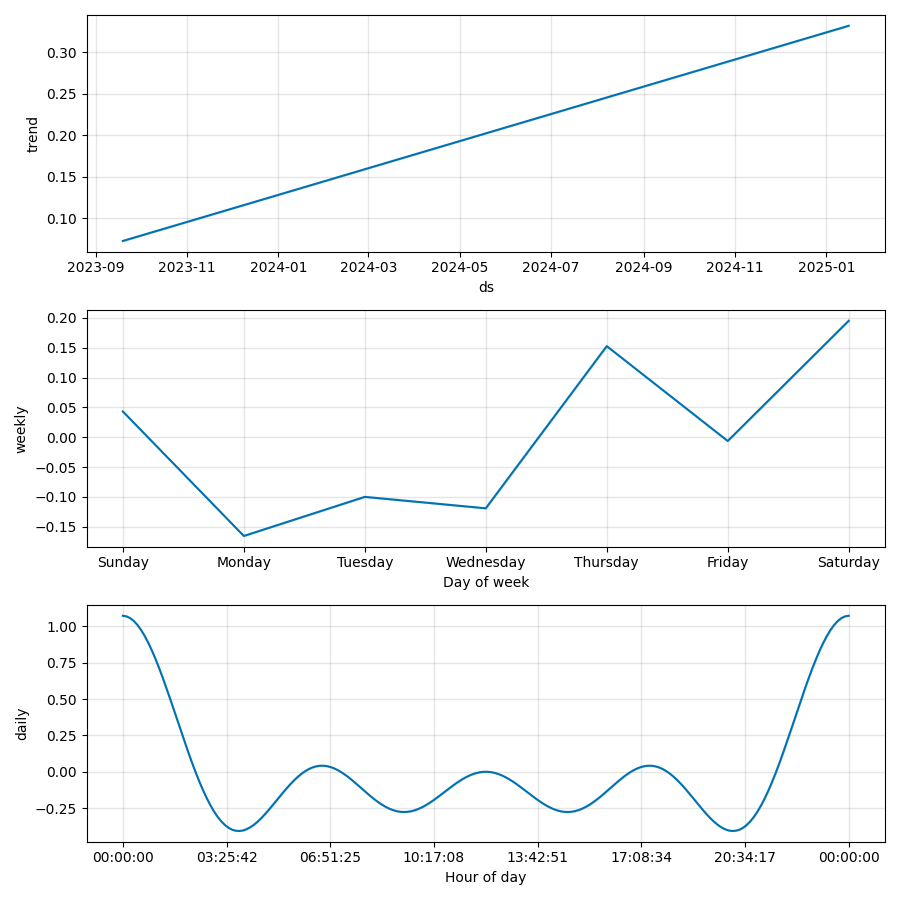 0.30
0.25
0.20
0.15
0.10
trend
2023-09 2023-11 2024-01 2024-03 2024-05 2024-07 2024-09 2024-11 2025-01
ds
0.20
0.15
0.10
0.05
0.00
−0.05
−0.10
−0.15
weekly
Sunday Monday Tuesday Wednesday Thursday Friday Saturday
Day of week
1.00
0.75
0.50
0.25
0.00
−0.25
daily
00:00:00 03:25:42 06:51:25 10:17:08 13:42:51 17:08:34 20:34:17 00:00:00
Hour of day